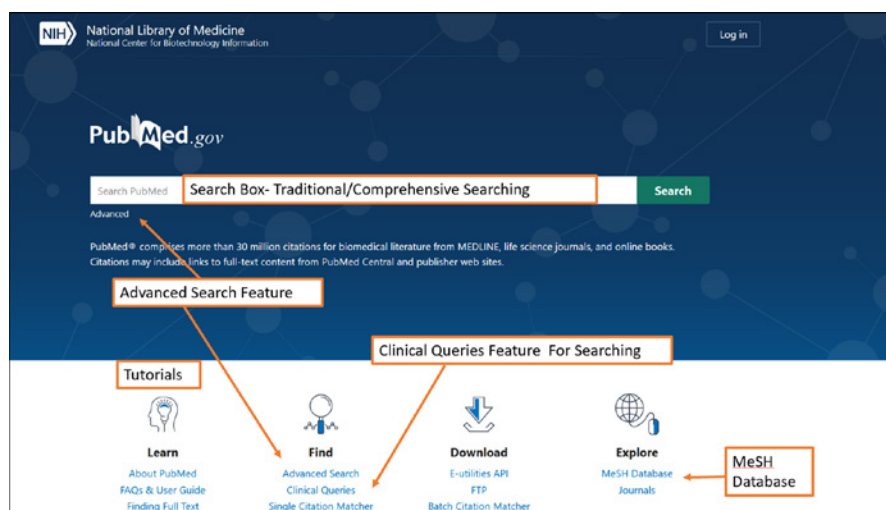 NIH National Library of Medicine
National Center for Biotechnology Information
Log in
PubMed.gov
Search PubMed
Search Box- Traditional/Comprehensive Searching
Search
Advanced
PubMed® comprises more than 30 million citations for biomedical literature from MEDLINE, life science journals, and online books.
Citations may include links to full-text content from PubMed Central and publisher web sites.
Advanced Search Feature
Clinical Queries Feature For Searching
Tutorials
Learn
Find
Download
Explore
About PubMed
Advanced Search
E-utilities API
MeSH Database
FAQs & User Guide
Clinical Queries
FTP
Journals
Finding Full Text
Single Citation Matcher
Batch Citation Matcher
MeSH
Database